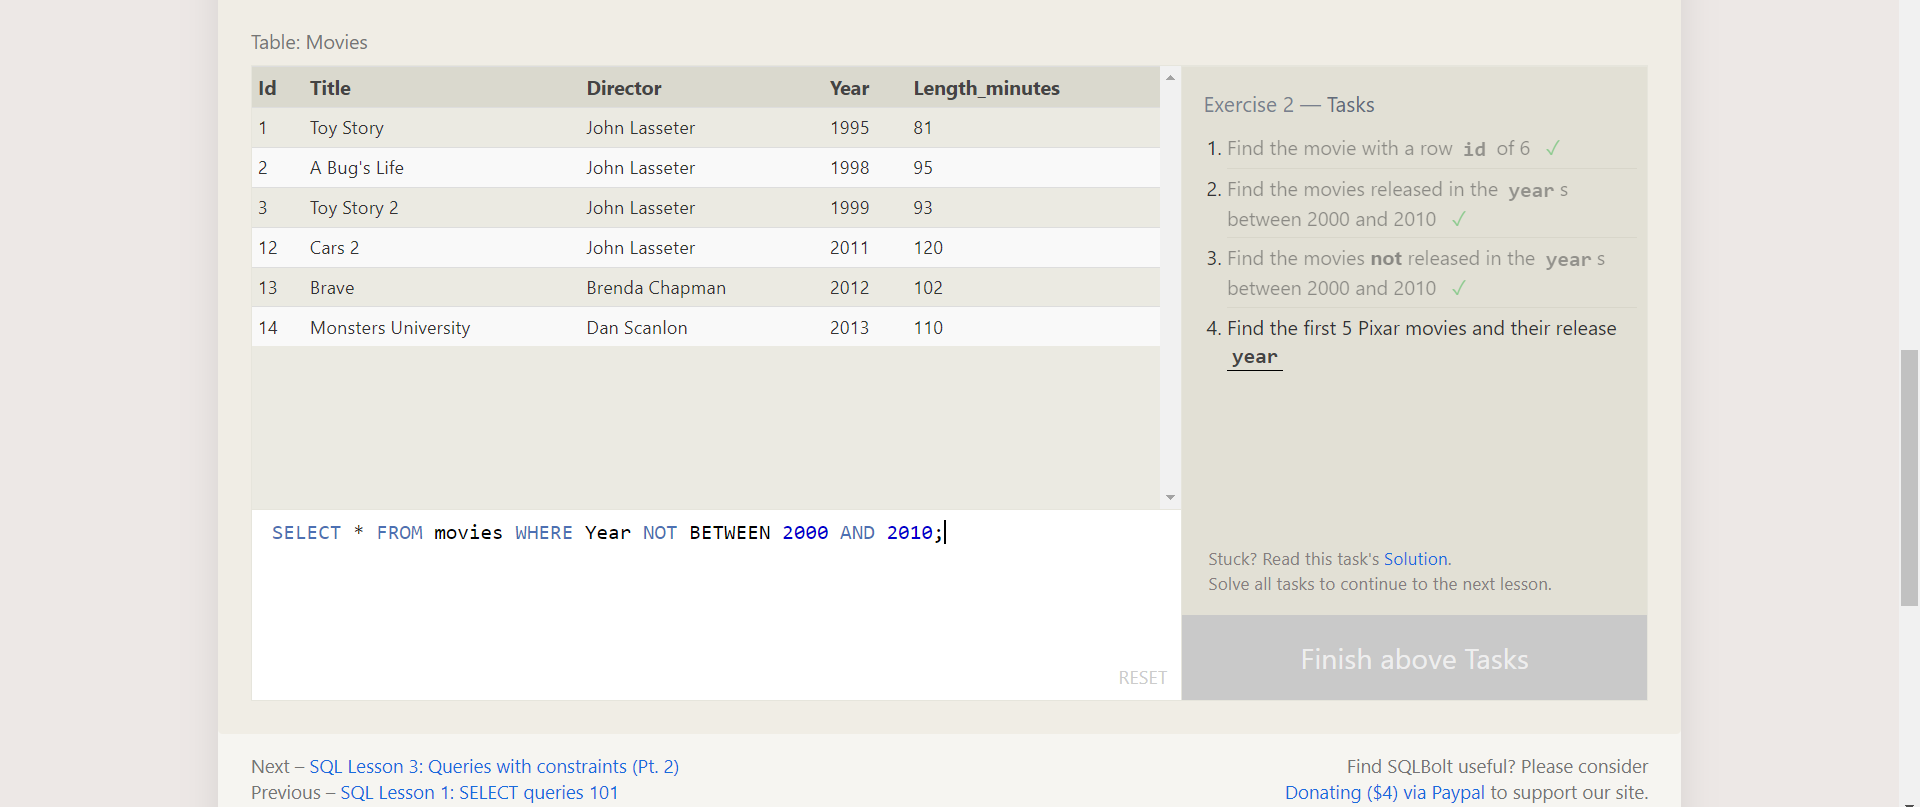 Table: Movies
Id Title Director Year Length_minutes
1 Toy Story John Lasseter 1995 81
2 A Bug's Life John Lasseter 1998 95
3 Toy Story 2 John Lasseter 1999 93
12 Cars 2 John Lasseter 2011 120
13 Brave Brenda Chapman 2012 102
14 Monsters University Dan Scanlon 2013 110
SELECT * FROM movies WHERE Year NOT BETWEEN 2000 AND 2010;
RESET
Exercise 2 — Tasks
1. Find the movie with a row id of 6 ✓
2. Find the movies released in the year s
between 2000 and 2010 ✓
3. Find the movies not released in the year s
between 2000 and 2010 ✓
4. Find the first 5 Pixar movies and their release
year
Stuck? Read this task's Solution.
Solve all tasks to continue to the next lesson.
Finish above Tasks
Next – SQL Lesson 3: Queries with constraints (Pt. 2)
Previous – SQL Lesson 1: SELECT queries 101
Find SQLBolt useful? Please consider
Donating ($4) via Paypal to support our site.